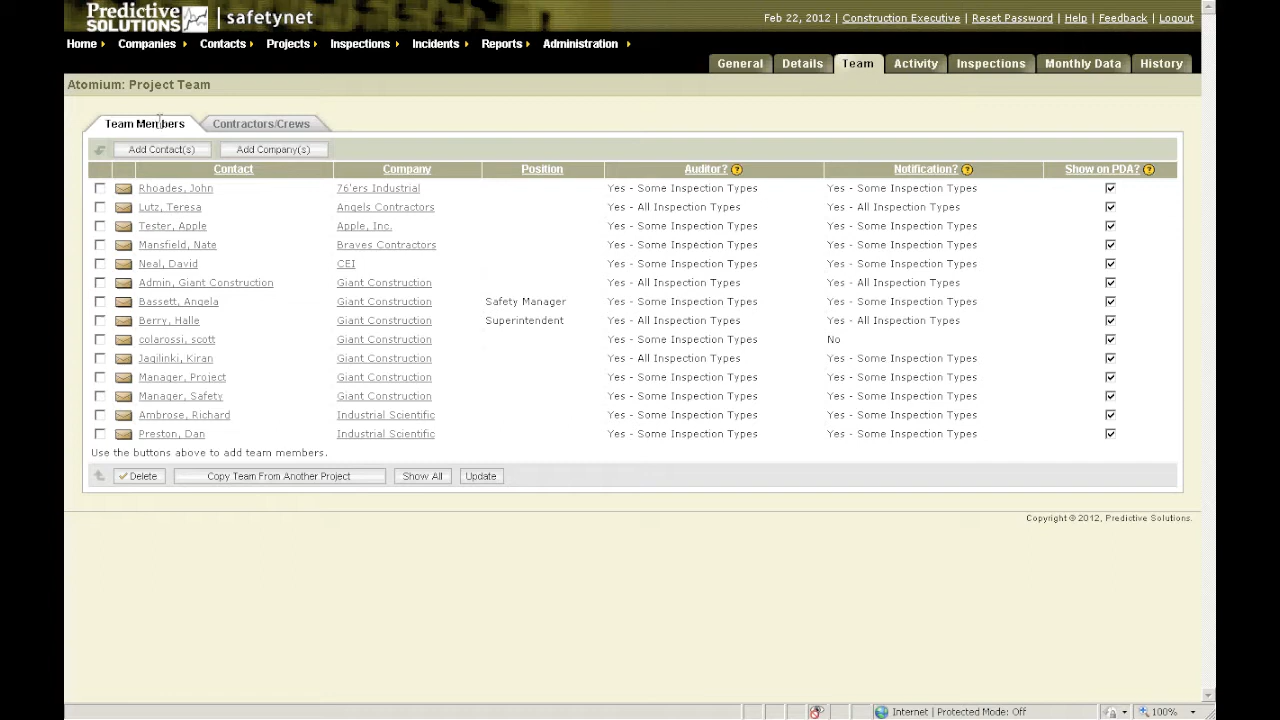 Predictive SOLUTIONS | safetynet
Feb 22, 2012 | Construction Executive | Reset Password | Help | Feedback | Logout
Home Companies Contacts Projects Inspections Incidents Reports Administration
General Details Team Activity Inspections Monthly Data History
Atomium: Project Team
Team Members Contractors/Crews
Add Contact(s) Add Company(s)
Contact Company Position Auditor? Notification? Show on PDA?
Rhoades, John 76'ers Industrial Yes - Some Inspection Types Yes - Some Inspection Types
Lutz, Teresa Angels Contractors Yes - All Inspection Types Yes - All Inspection Types
Tester, Apple Apple, Inc. Yes - Some Inspection Types Yes - Some Inspection Types
Mansfield, Nate Braves Contractors Yes - Some Inspection Types Yes - Some Inspection Types
Neal, David CEI Yes - Some Inspection Types Yes - Some Inspection Types
Admin, Giant Construction Giant Construction Yes - All Inspection Types Yes - All Inspection Types
Bassett, Angela Giant Construction Safety Manager Yes - Some Inspection Types Yes - Some Inspection Types
Berry, Halle Giant Construction Superintendent Yes - All Inspection Types Yes - All Inspection Types
colarossi, scott Giant Construction Yes - Some Inspection Types No
Jaqilinki, Kiran Giant Construction Yes - All Inspection Types Yes - Some Inspection Types
Manager, Project Giant Construction Yes - Some Inspection Types Yes - Some Inspection Types
Manager, Safety Giant Construction Yes - Some Inspection Types Yes - Some Inspection Types
Ambrose, Richard Industrial Scientific Yes - Some Inspection Types Yes - Some Inspection Types
Preston, Dan Industrial Scientific Yes - Some Inspection Types Yes - Some Inspection Types
Use the buttons above to add team members.
Delete Copy Team From Another Project Show All Update
Copyright © 2012, Predictive Solutions.
Internet | Protected Mode: Off 100%